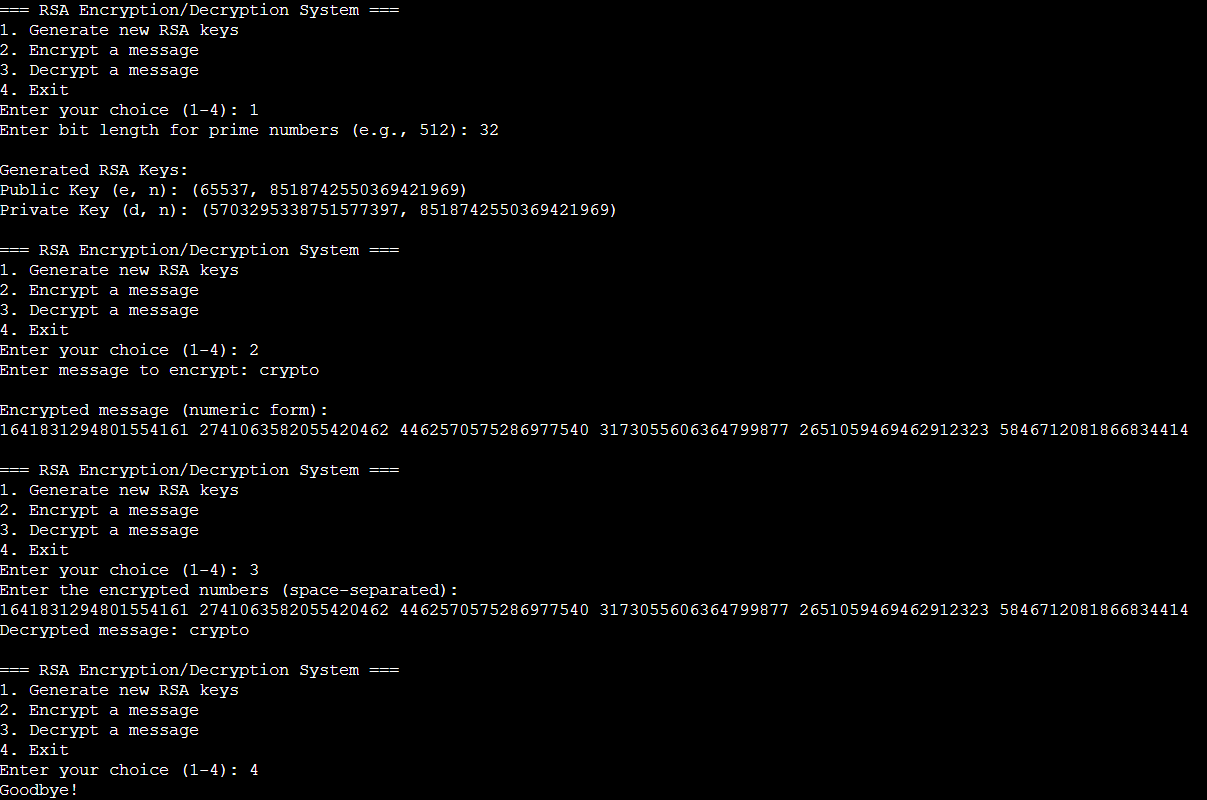 === RSA Encryption/Decryption System ===
1. Generate new RSA keys
2. Encrypt a message
3. Decrypt a message
4. Exit
Enter your choice (1-4): 1
Enter bit length for prime numbers (e.g., 512): 32
Generated RSA Keys:
Public Key (e, n): (65537, 8518742550369421969)
Private Key (d, n): (5703295338751577397, 8518742550369421969)
=== RSA Encryption/Decryption System ===
1. Generate new RSA keys
2. Encrypt a message
3. Decrypt a message
4. Exit
Enter your choice (1-4): 2
Enter message to encrypt: crypto
Encrypted message (numeric form):
1641831294801554161 2741063582055420462 4462570575286977540 3173055606364799877 2651059469462912323 5846712081866834414
=== RSA Encryption/Decryption System ===
1. Generate new RSA keys
2. Encrypt a message
3. Decrypt a message
4. Exit
Enter your choice (1-4): 3
Enter the encrypted numbers (space-separated):
1641831294801554161 2741063582055420462 4462570575286977540 3173055606364799877 2651059469462912323 5846712081866834414
Decrypted message: crypto
=== RSA Encryption/Decryption System ===
1. Generate new RSA keys
2. Encrypt a message
3. Decrypt a message
4. Exit
Enter your choice (1-4): 4
Goodbye!